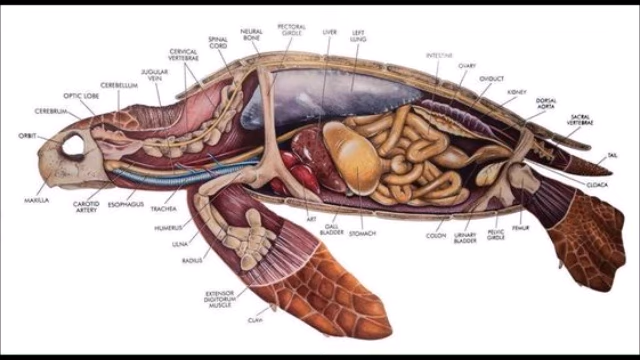 PECTORAL
GIRDLE
LIVER
LEFT
LUNG
NEURAL
BONE
SPINAL
CORD
CERVICAL
VERTEBRAE
JUGULAR
VEIN
CEREBELLUM
OPTIC LOBE
CEREBRUM
ORBIT
INTESTINE
OVARY
OVIDUCT
KIDNEY
DORSAL
AORTA
SACRAL
VERTEBRAE
TAIL
CLOACA
MAXILLA
CAROTID
ARTERY
ESOPHAGUS
TRACHEA
HUMERUS
ULNA
RADIUS
EXTENSOR
DIGITORUM
MUSCLE
CLAW
GALL
BLADDER
STOMACH
COLON
URINARY
BLADDER
PELVIC
GIRDLE
FEMUR